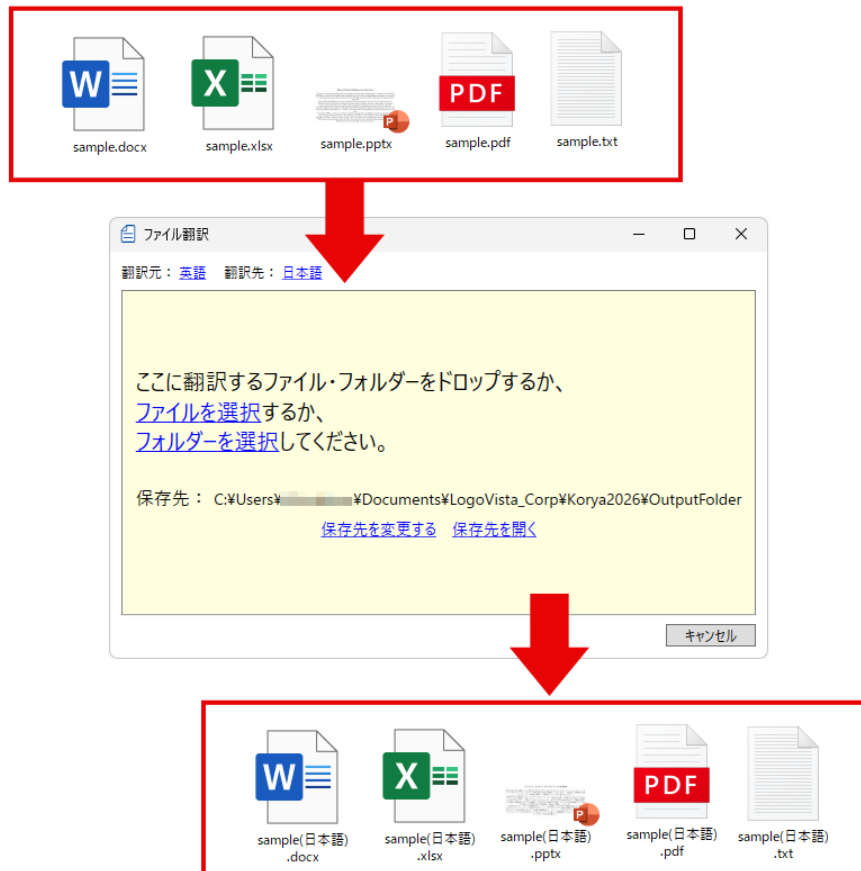 W
X
P
PDF
sample.docx
sample.xlsx
sample.pptx
sample.pdf
sample.txt
ファイル翻訳
翻訳元： 英語 翻訳先： 日本語
ここに翻訳するファイル・フォルダーをドロップするか、
ファイルを選択するか、
フォルダーを選択してください。
保存先： C:¥Users¥ ¥Documents¥LogoVista_Corp¥Korya2026¥OutputFolder
保存先を変更する 保存先を開く
キャンセル
W
X
P
PDF
sample(日本語)
.docx
sample(日本語)
.xlsx
sample(日本語)
.pptx
sample(日本語)
.pdf
sample(日本語)
.txt